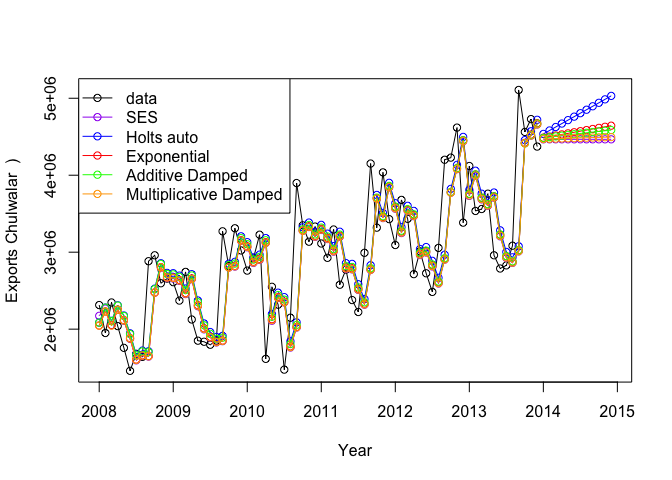 5e+06
4e+06
3e+06
2e+06
Exports Chulwalar  )
data
SES
Holts auto
Exponential
Additive Damped
Multiplicative Damped
2008 2009 2010 2011 2012 2013 2014 2015
Year